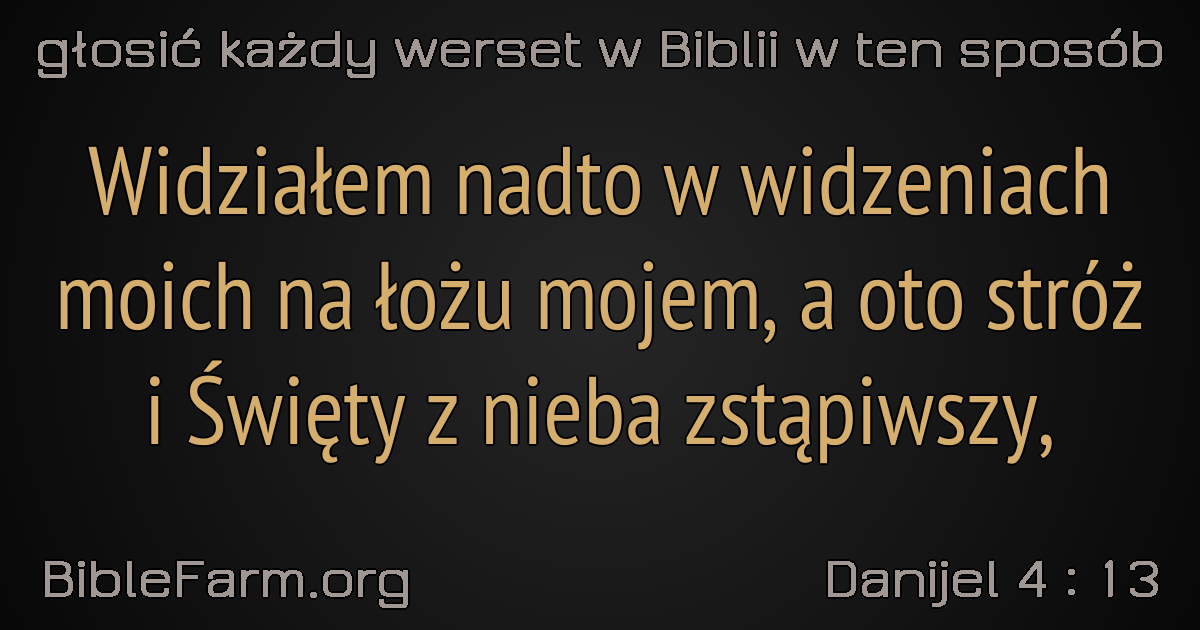 głosić każdy werset w Biblii w ten sposób
Widziałem nadto w widzeniach
moich na łożu mojem, a oto stróż
i Święty z nieba zstąpiwszy,
BibleFarm.org
Danijel 4 : 13